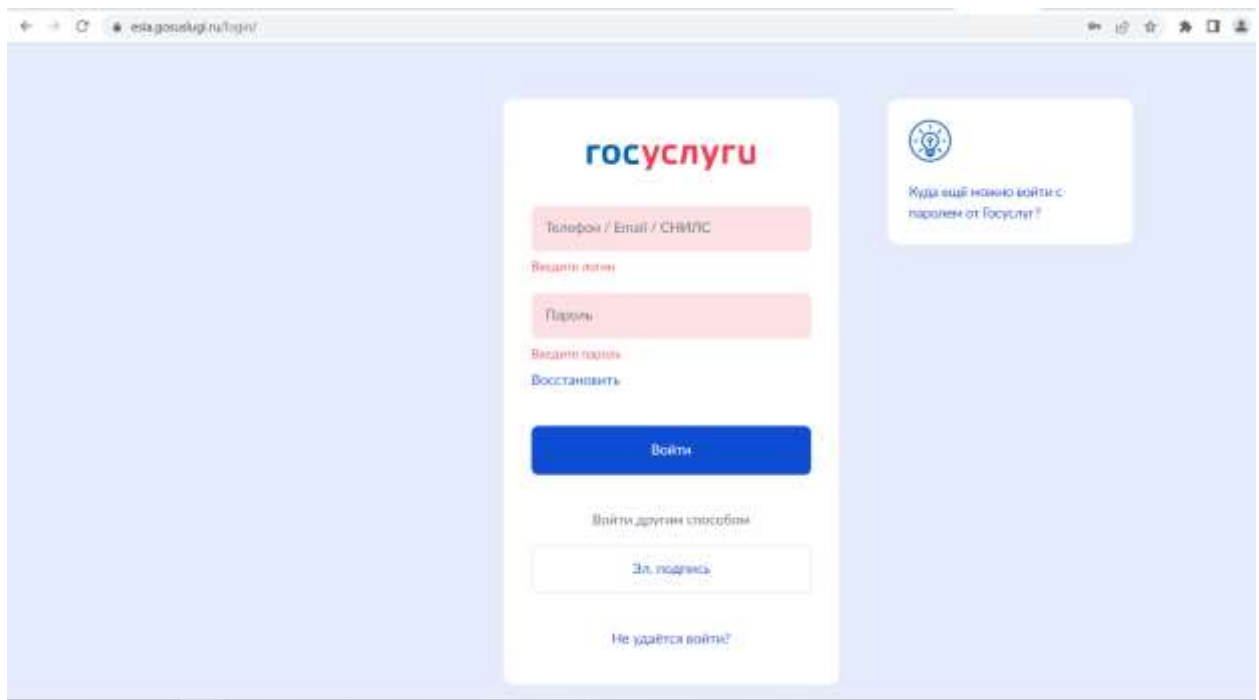 esia.gosuslugi.ru/login/
госуслуги
Куда ещё можно войти с
паролем от Госуслуг?
Телефон / Email / СНИЛС
Введите логин
Пароль
Введите пароль
Восстановить
Войти
Войти другим способом
Эл. подпись
Не удаётся войти?